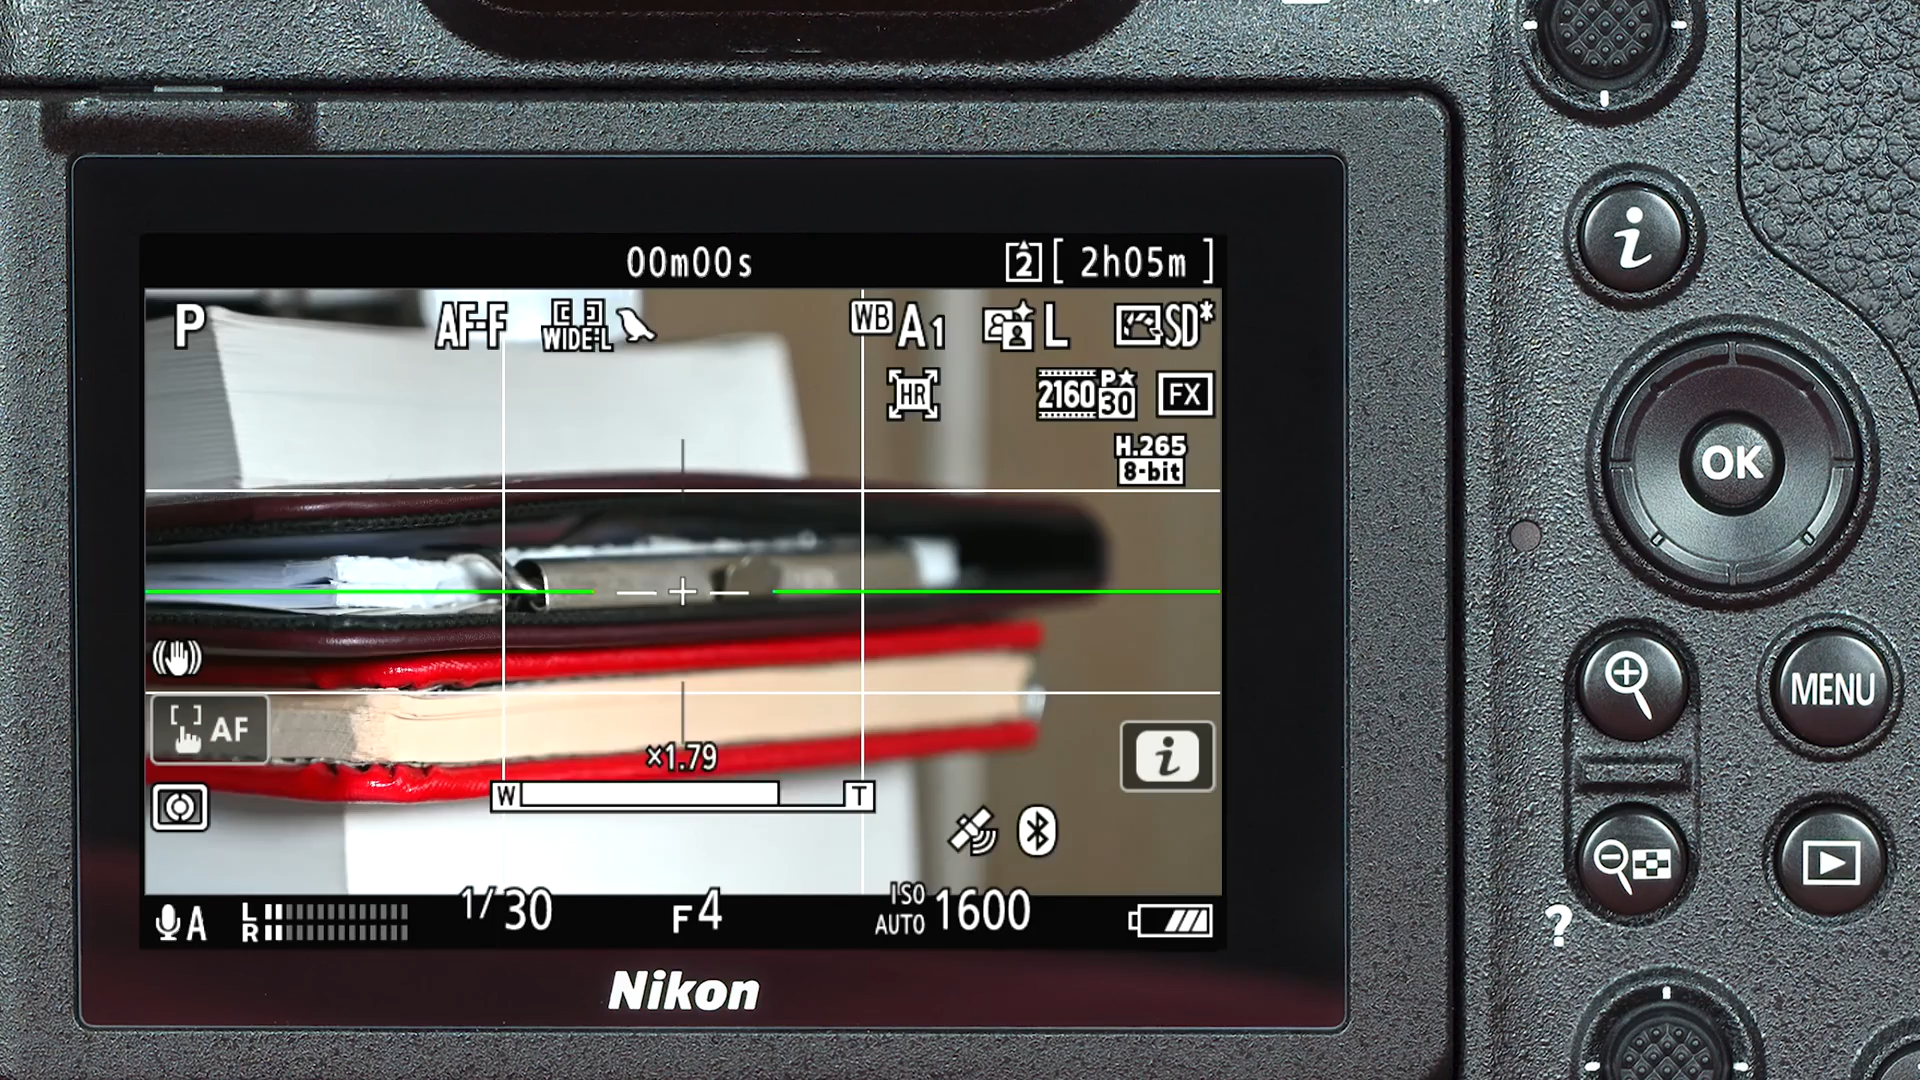 00m00s 2 [ 2h05m ]
P AF-F WIDE-L WB A1 L SD*
HR 2160 P★ 30 FX
H.265
8-bit
AF
×1.79
W T
A L R 1/30 F4 ISO AUTO 1600
Nikon
i
OK
MENU
?